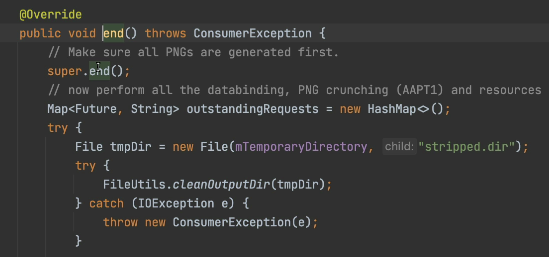 @Override
public void end() throws ConsumerException {
// Make sure all PNGs are generated first.
super.end();
// now perform all the databinding, PNG crunching (AAPT1) and resources
Map<Future, String> outstandingRequests = new HashMap<>();
try {
File tmpDir = new File(mTemporaryDirectory, child: "stripped.dir");
try {
FileUtils.cleanOutputDir(tmpDir);
} catch (IOException e) {
throw new ConsumerException(e);
}